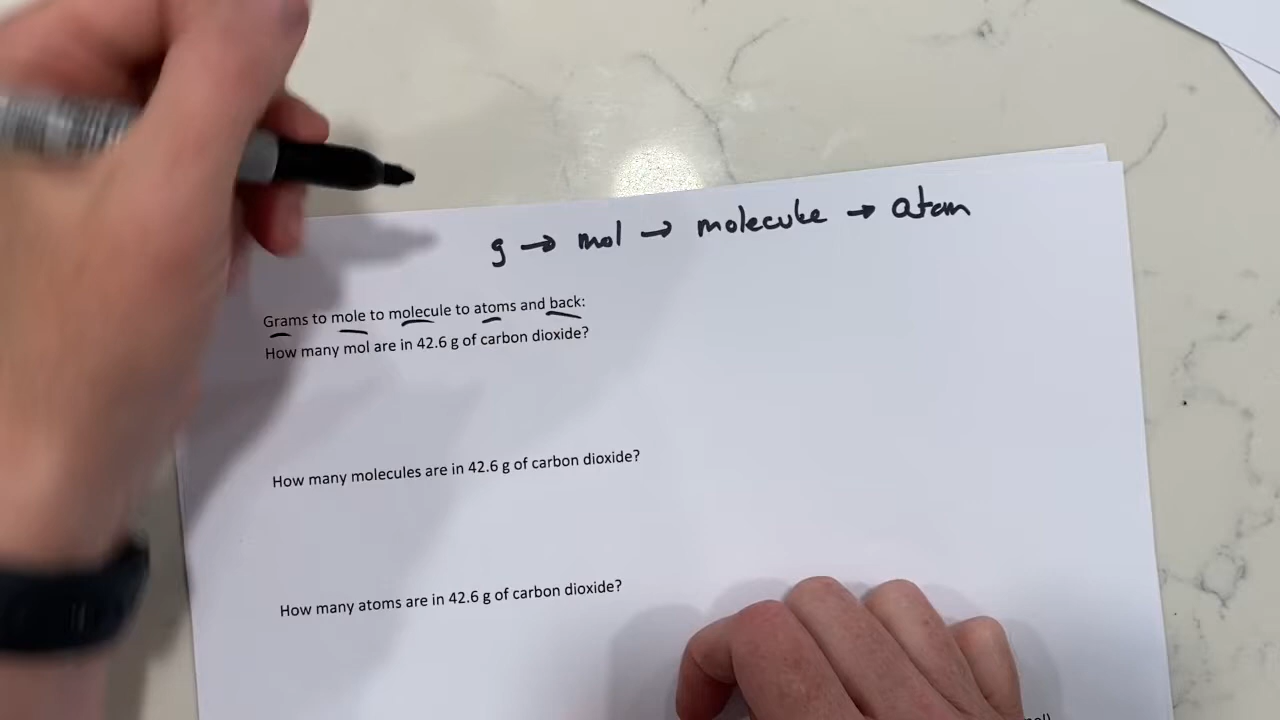 g → mol → molecule → atom
Grams to mole to molecule to atoms and back:
How many mol are in 42.6 g of carbon dioxide?
How many molecules are in 42.6 g of carbon dioxide?
How many atoms are in 42.6 g of carbon dioxide?